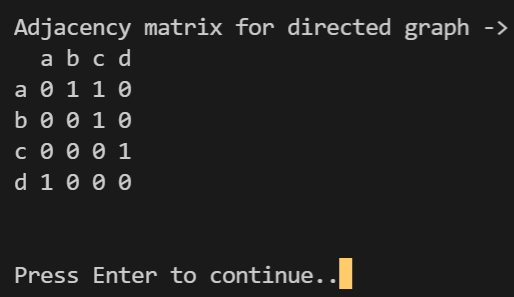 Adjacency matrix for directed graph ->
  a b c d
a 0 1 1 0
b 0 0 1 0
c 0 0 0 1
d 1 0 0 0
Press Enter to continue..